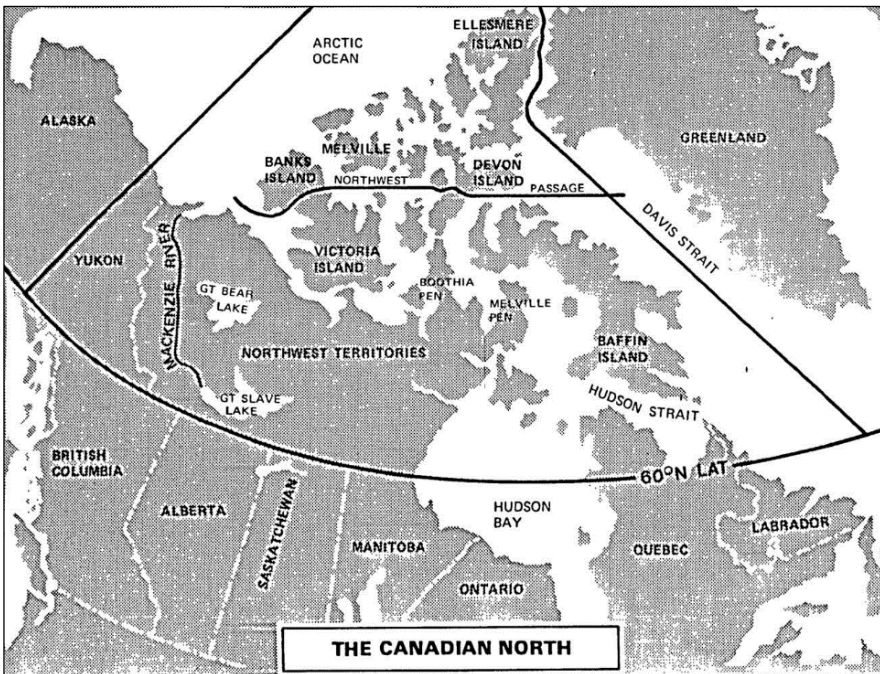 ELLESMERE
ISLAND
ARCTIC
OCEAN
ALASKA
GREENLAND
MELVILLE
BANKS
ISLAND
DEVON
ISLAND
NORTHWEST
PASSAGE
DAVIS STRAIT
YUKON
MACKENZIE RIVER
VICTORIA
ISLAND
GT BEAR
LAKE
BOOTHIA
PEN
MELVILLE
PEN
BAFFIN
ISLAND
NORTHWEST TERRITORIES
GT SLAVE
LAKE
HUDSON STRAIT
BRITISH
COLUMBIA
60°N LAT
ALBERTA
SASKATCHEWAN
HUDSON
BAY
MANITOBA
QUEBEC
LABRADOR
ONTARIO
THE CANADIAN NORTH